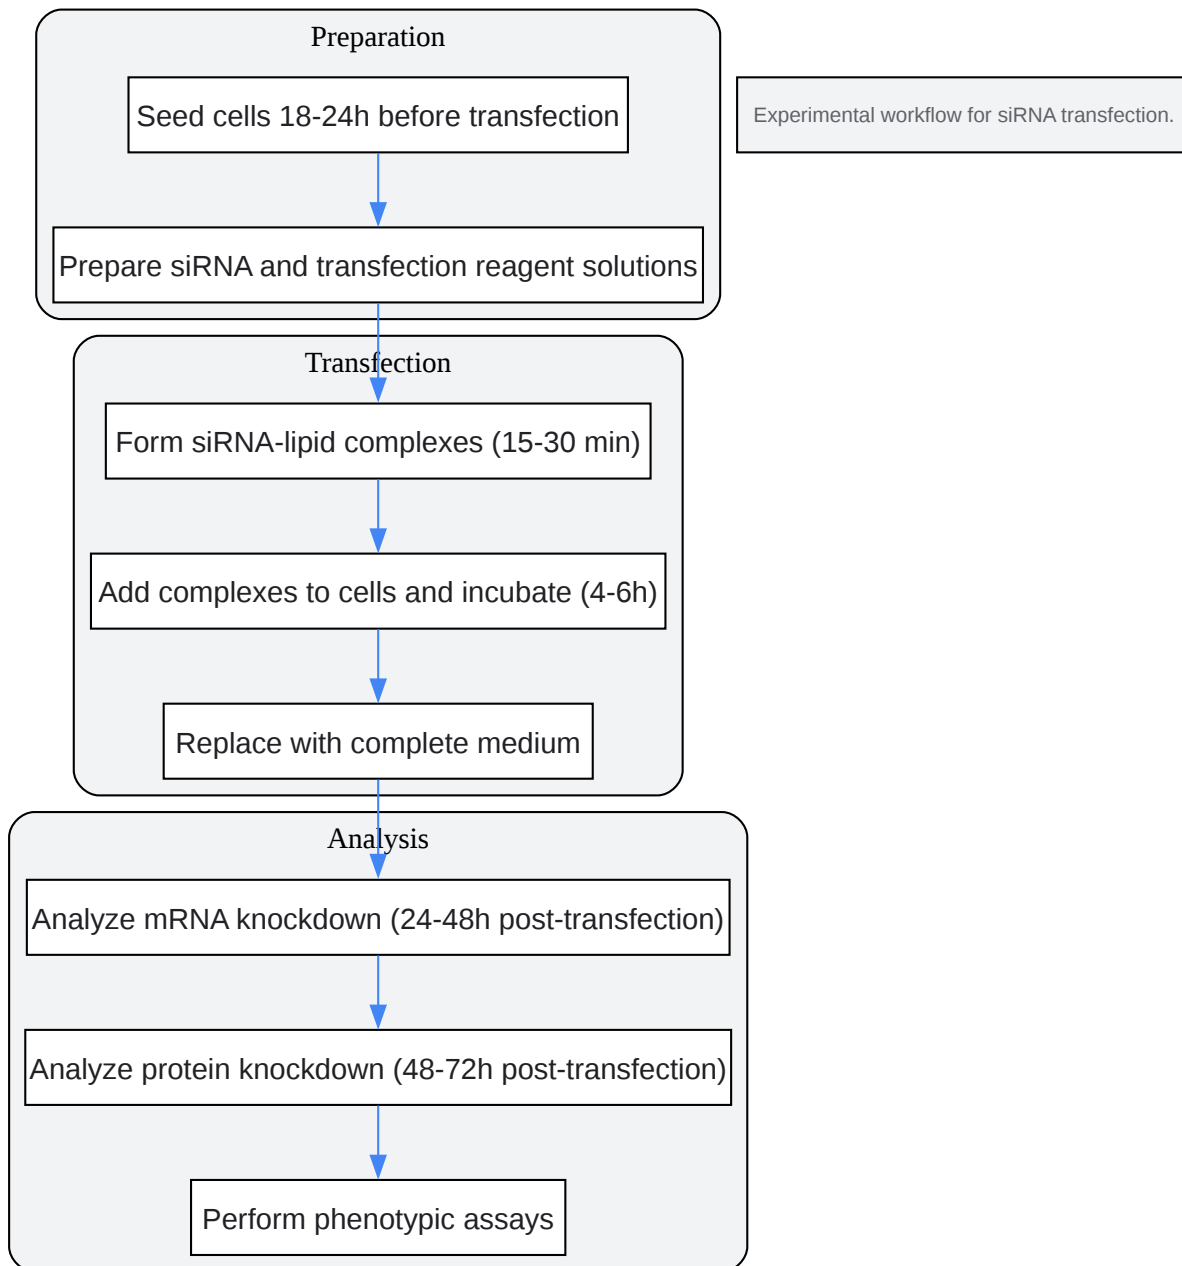 Preparation
Seed cells 18-24h before transfection
Experimental workflow for siRNA transfection.
Prepare siRNA and transfection reagent solutions
Transfection
Form siRNA-lipid complexes (15-30 min)
Add complexes to cells and incubate (4-6h)
Replace with complete medium
Analysis
Analyze mRNA knockdown (24-48h post-transfection)
Analyze protein knockdown (48-72h post-transfection)
Perform phenotypic assays